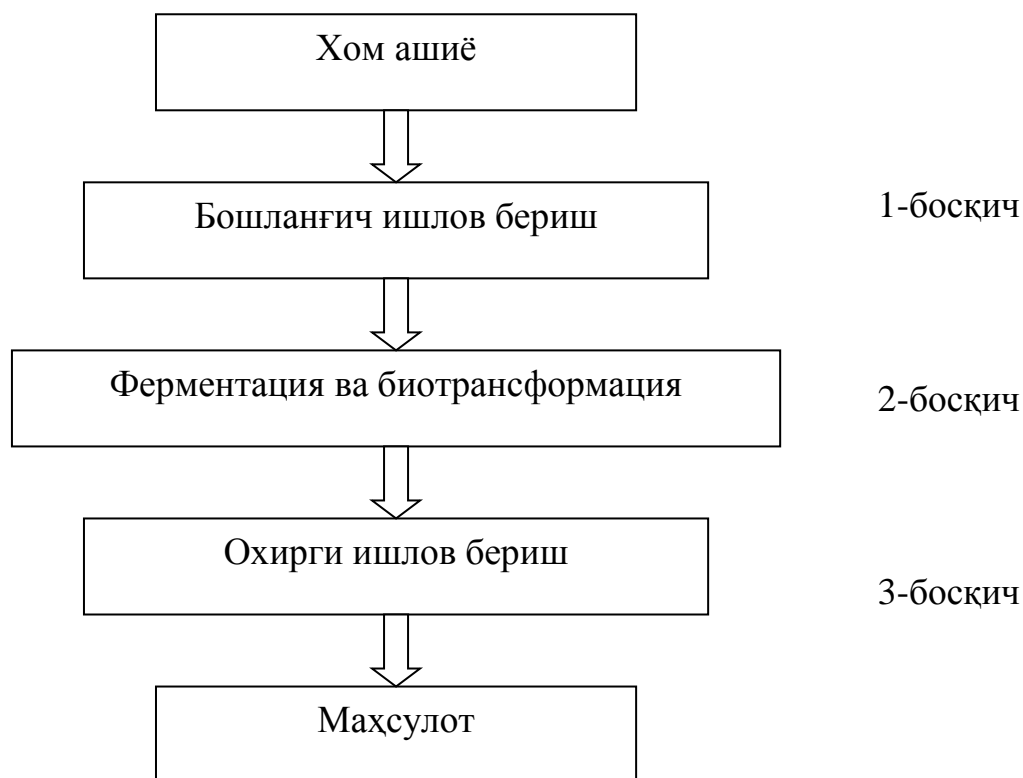 Хом ашиё
Бошланғич ишлов бериш
1-босқич
Ферментация ва биотрансформация
2-босқич
Охирги ишлов бериш
3-босқич
Маҳсулот